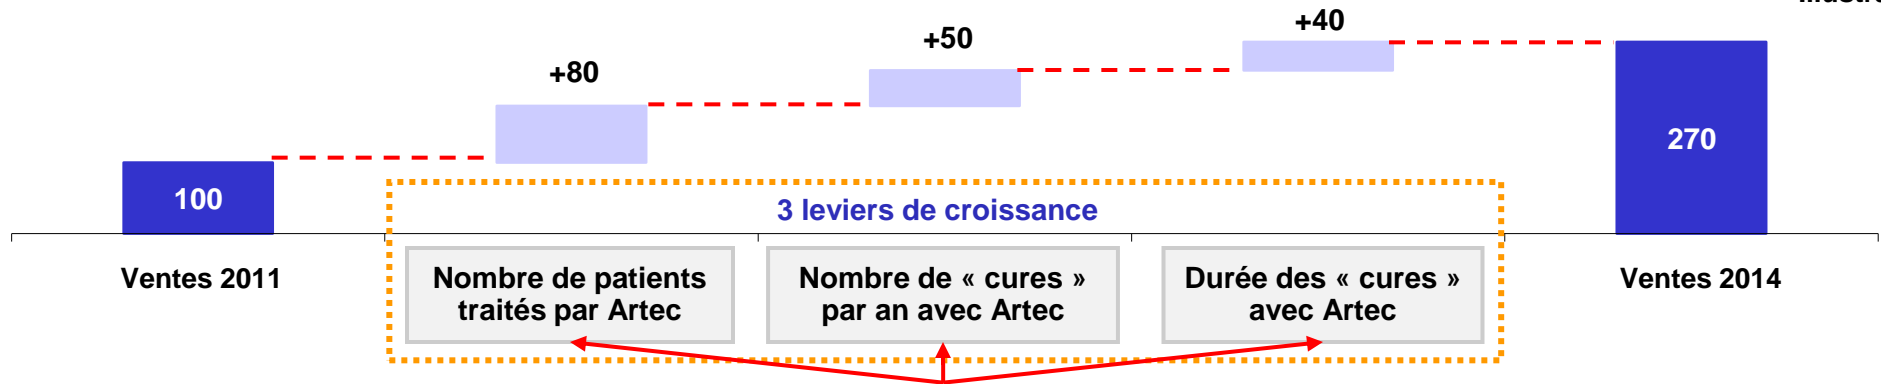 +80
+50
+40
100
270
3 leviers de croissance
Ventes 2011
Nombre de patients
traités par Artec
Nombre de « cures »
par an avec Artec
Durée des « cures »
avec Artec
Ventes 2014